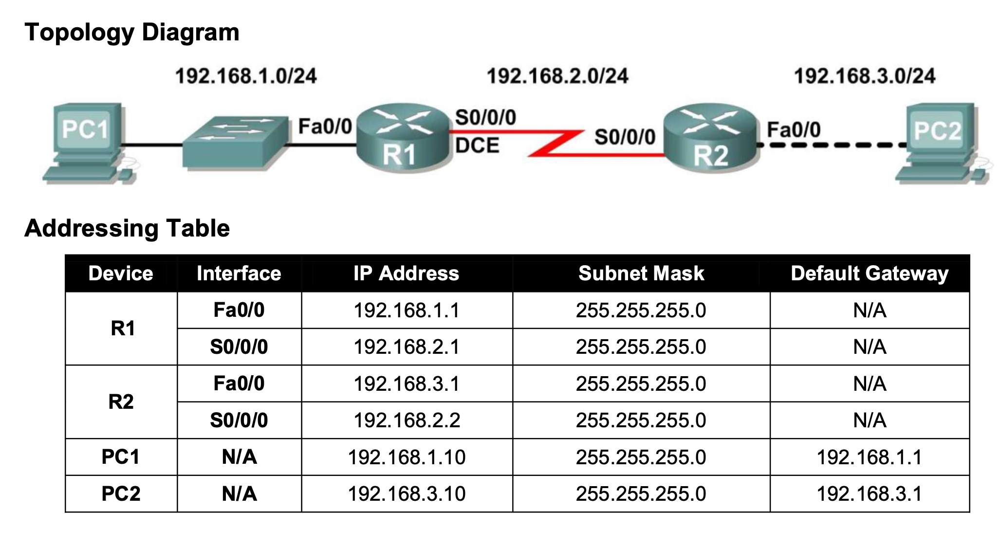 Topology Diagram
192.168.1.0/24 192.168.2.0/24 192.168.3.0/24
PC1 Fa0/0 R1 S0/0/0 DCE S0/0/0 R2 Fa0/0 PC2
Addressing Table
Device Interface IP Address Subnet Mask Default Gateway
R1 Fa0/0 192.168.1.1 255.255.255.0 N/A
S0/0/0 192.168.2.1 255.255.255.0 N/A
R2 Fa0/0 192.168.3.1 255.255.255.0 N/A
S0/0/0 192.168.2.2 255.255.255.0 N/A
PC1 N/A 192.168.1.10 255.255.255.0 192.168.1.1
PC2 N/A 192.168.3.10 255.255.255.0 192.168.3.1